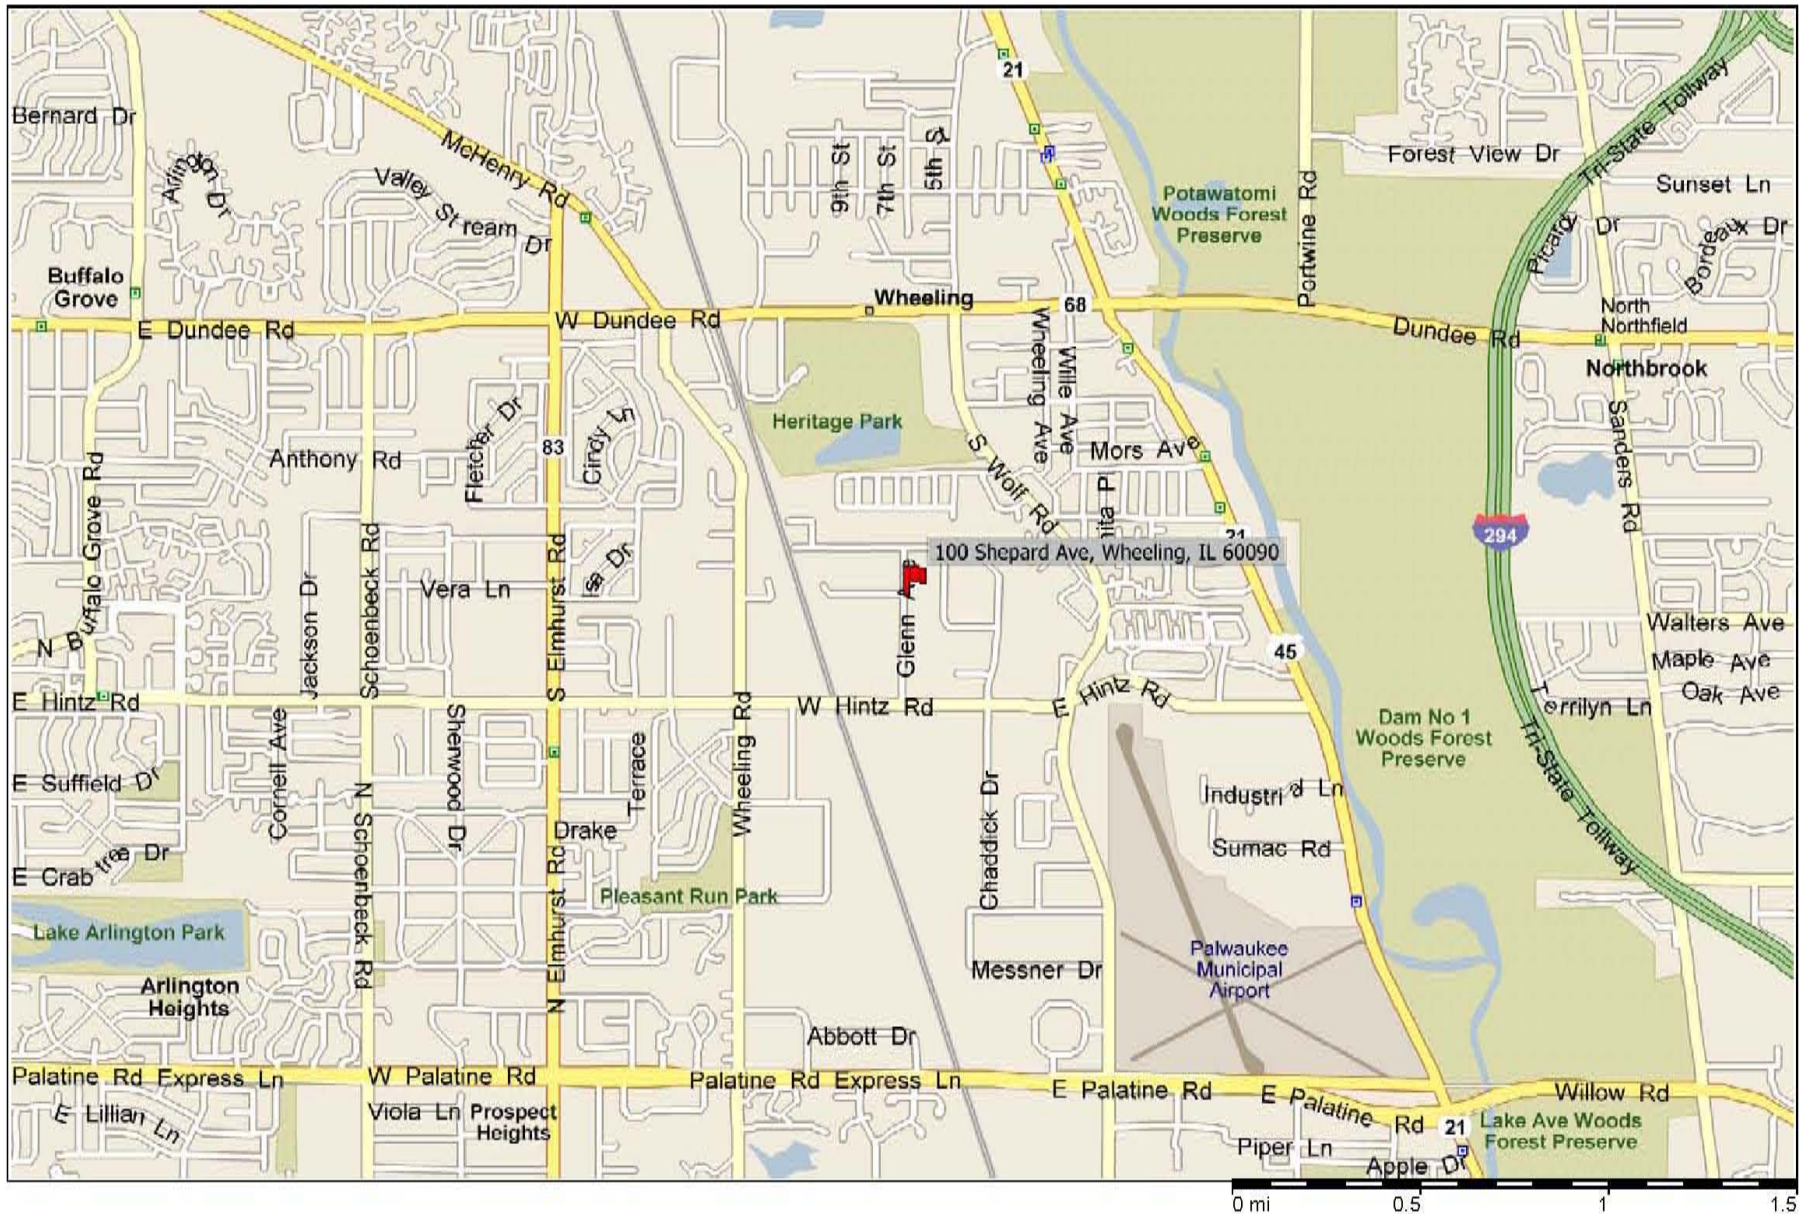 21
Bernard Dr
McHenry Rd
Tri-State Tollway
Arlington Dr
Valley Stream Dr
9th St
7th St
5th S
Forest View Dr
Sunset Ln
Potawatomi
Woods Forest
Preserve
Portwine Rd
Picardy Dr
Bordeaux Dr
Buffalo
Grove
Wheeling
68
North
Northfield
E Dundee Rd
W Dundee Rd
Dundee Rd
Northbrook
Wheeling Ave
Wille Ave
Heritage Park
Fletcher Dr
Cindy Ln
83
Anthony Rd
Mors Ave
S Wolf Rd
Sanders Rd
N Buffalo Grove Rd
nita Pl
21
294
100 Shepard Ave, Wheeling, IL 60090
Schoenbeck Rd
S Elmhurst Rd
Isa Dr
Vera Ln
Jackson Dr
Glenn Ave
45
Walters Ave
Maple Ave
Oak Ave
Terrilyn Ln
E Hintz Rd
W Hintz Rd
E Hintz Rd
Dam No 1
Woods Forest
Preserve
Tri-State Tollway
Cornell Ave
Sherwood Dr
Terrace
Wheeling Rd
E Suffield Dr
Industrial Ln
N Schoenbeck Rd
Drake
Chaddick Dr
Sumac Rd
E Crabtree Dr
N Elmhurst Rd
Pleasant Run Park
Lake Arlington Park
Palwaukee
Municipal
Airport
Messner Dr
Arlington
Heights
Abbott Dr
Palatine Rd Express Ln
W Palatine Rd
Palatine Rd Express Ln
E Palatine Rd
E Palatine Rd
Willow Rd
E Lillian Ln
Viola Ln
Prospect
Heights
21
Lake Ave Woods
Forest Preserve
Piper Ln
Apple Dr
0 mi 0.5 1 1.5